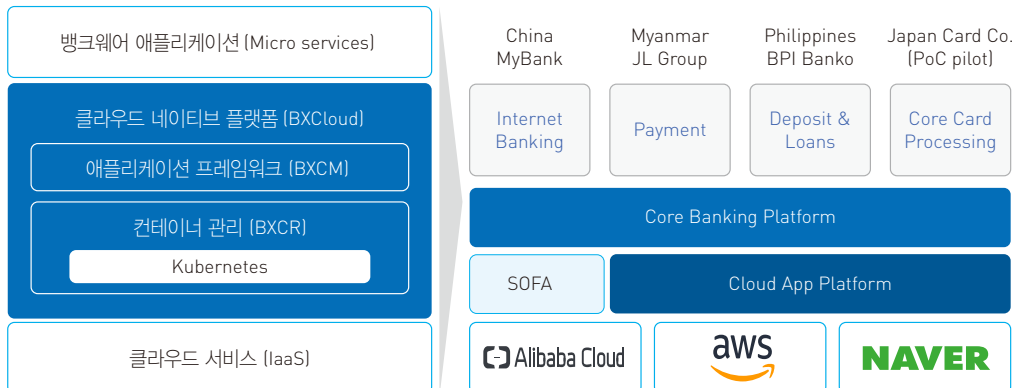 뱅크웨어 애플리케이션 (Micro services)
클라우드 네이티브 플랫폼 (BXCloud)
애플리케이션 프레임워크 (BXCM)
컨테이너 관리 (BXCR)
Kubernetes
클라우드 서비스 (IaaS)
China
MyBank
Myanmar
JL Group
Philippines
BPI Banko
Japan Card Co.
(PoC pilot)
Internet
Banking
Payment
Deposit &
Loans
Core Card
Processing
Core Banking Platform
SOFA
Cloud App Platform
Alibaba Cloud
aws
NAVER